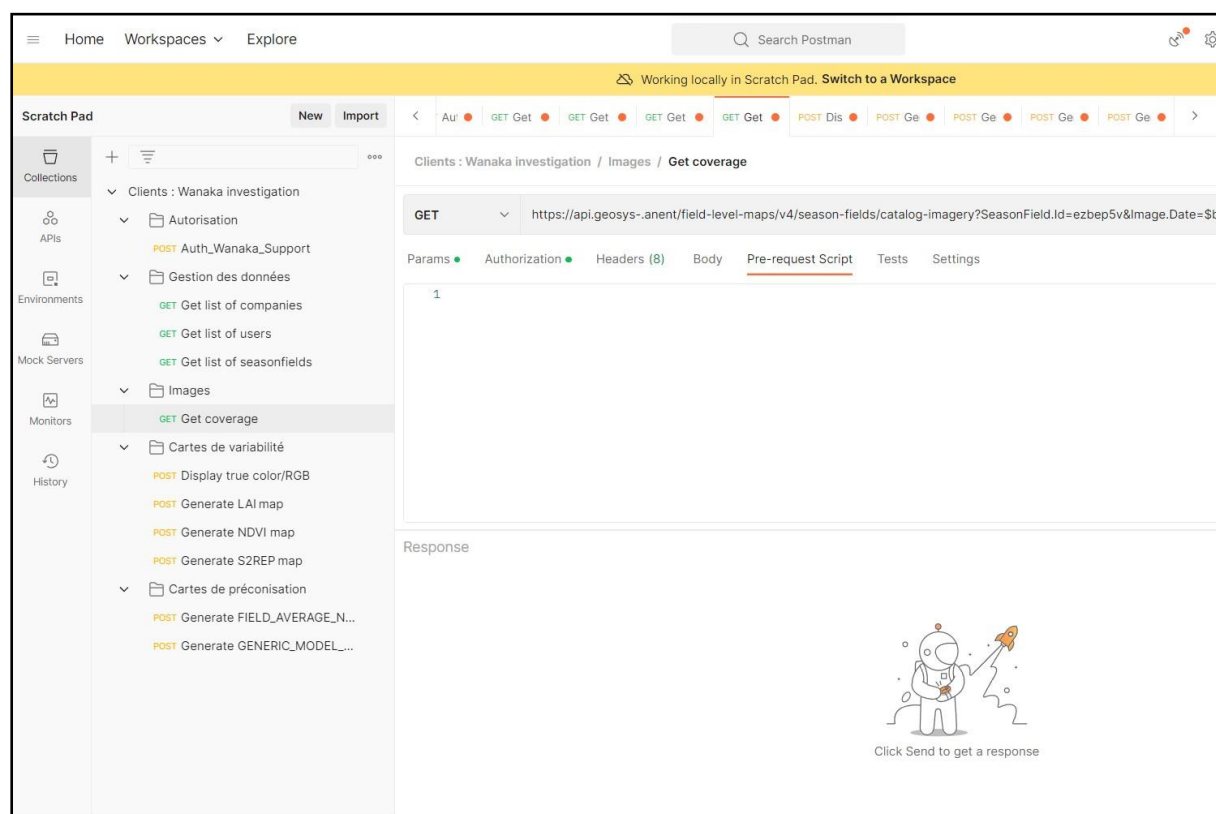 Home Workspaces Explore Search Postman
Working locally in Scratch Pad. Switch to a Workspace
Scratch Pad New Import Au GET Get GET Get GET Get GET Get POST Dis POST Ge POST Ge POST Ge POST Ge
Collections
Clients : Wanaka investigation / Images / Get coverage
Clients : Wanaka investigation
GET https://api.geosys-.anent/field-level-maps/v4/season-fields/catalog-imagery?SeasonField.Id=ezbep5v&Image.Date=$b
Autorisation
APIs
POST Auth_Wanaka_Support
Params Authorization Headers (8) Body Pre-request Script Tests Settings
Gestion des données
1
Environments
GET Get list of companies
GET Get list of users
Mock Servers
GET Get list of seasonfields
Images
Monitors
GET Get coverage
Cartes de variabilité
History
POST Display true color/RGB
POST Generate LAI map
POST Generate NDVI map
Response
POST Generate S2REP map
Cartes de préconisation
POST Generate FIELD_AVERAGE_N...
POST Generate GENERIC_MODEL_...
Click Send to get a response